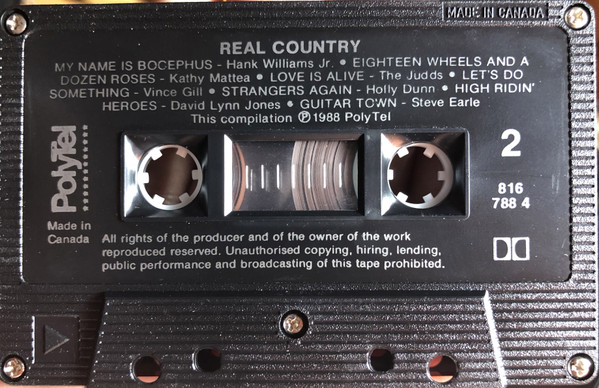 MADE IN CANADA
REAL COUNTRY
MY NAME IS BOCEPHUS - Hank Williams Jr. • EIGHTEEN WHEELS AND A
DOZEN ROSES - Kathy Mattea • LOVE IS ALIVE - The Judds • LET'S DO
SOMETHING - Vince Gill • STRANGERS AGAIN - Holly Dunn • HIGH RIDIN'
HEROES - David Lynn Jones • GUITAR TOWN - Steve Earle
This compilation ℗ 1988 PolyTel
PolyTel
Made in
Canada
2
816
788 4
All rights of the producer and of the owner of the work
reproduced reserved. Unauthorised copying, hiring, lending,
public performance and broadcasting of this tape prohibited.